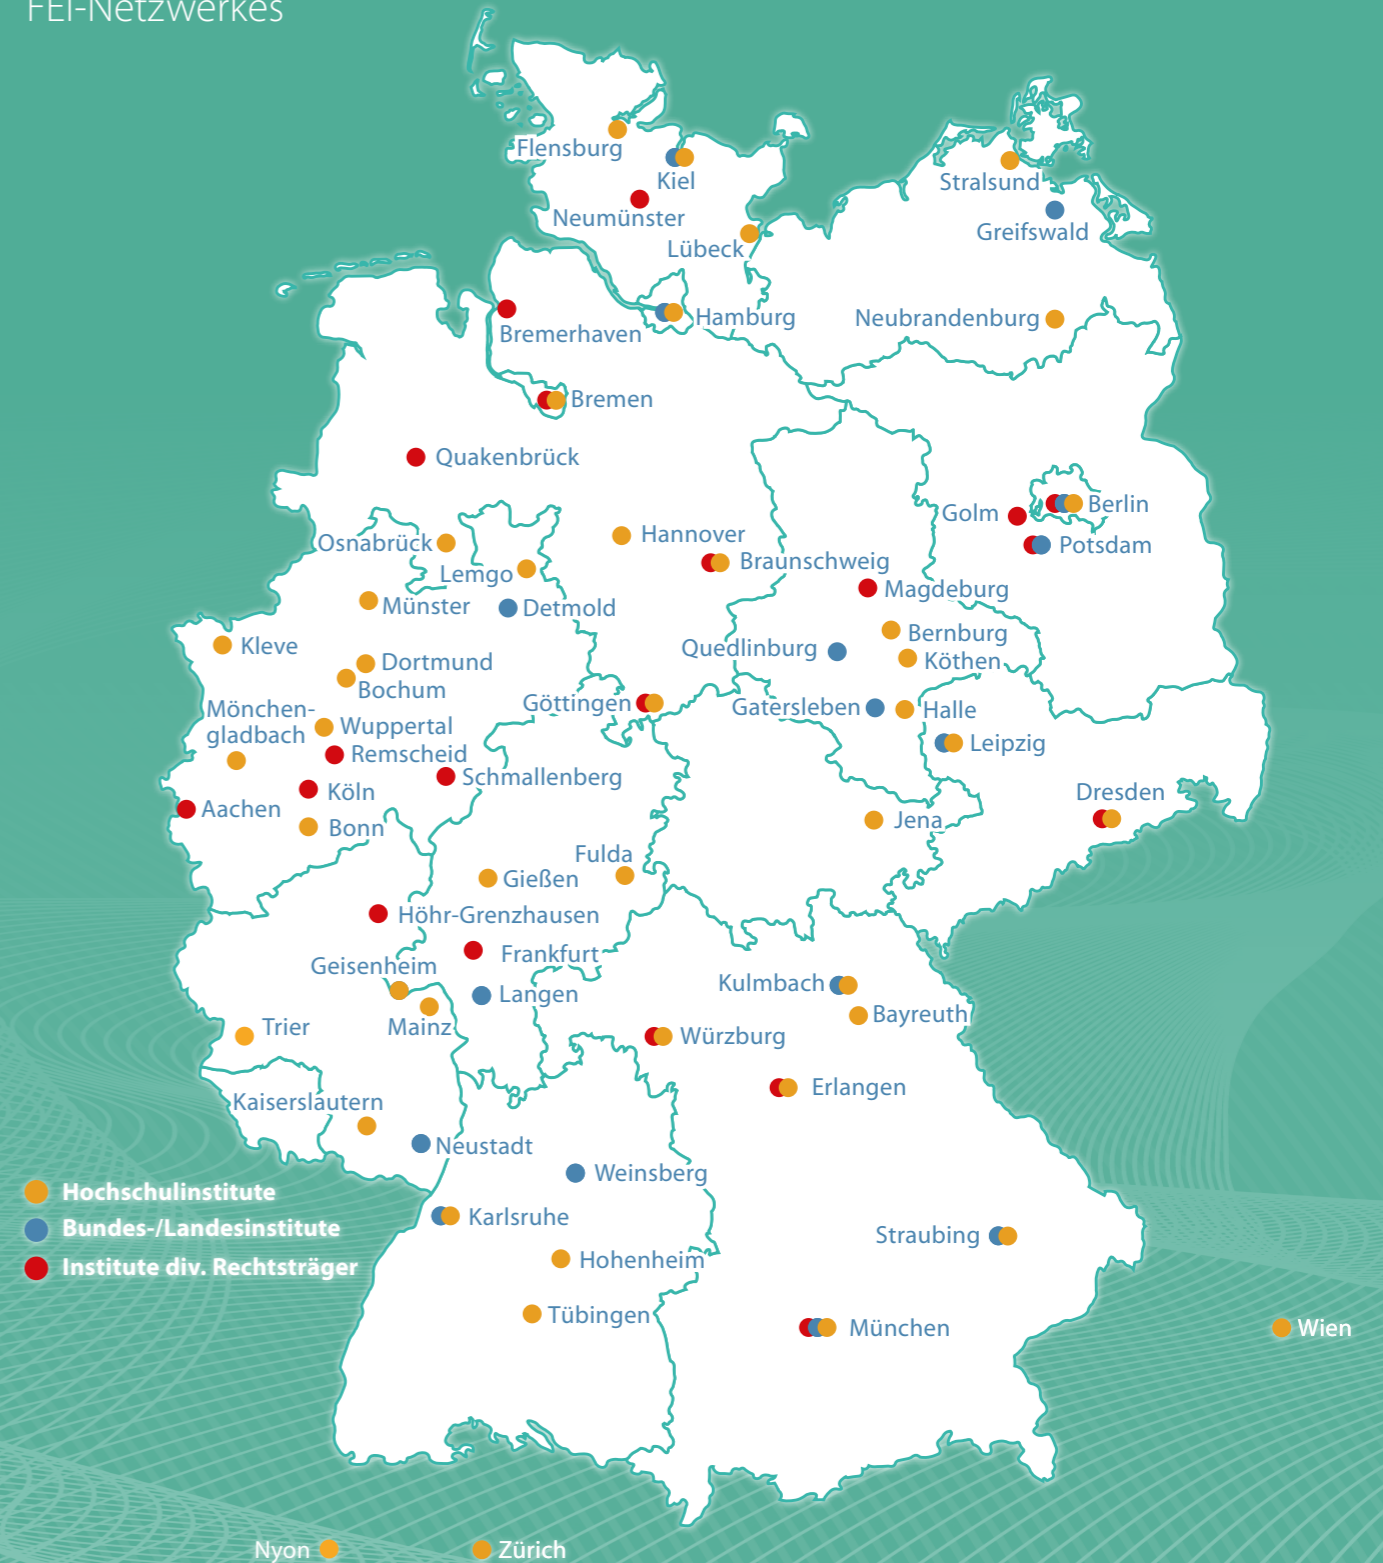 FEI-Netzwerkes
Flensburg
Kiel
Stralsund
Neumünster
Greifswald
Lübeck
Hamburg
Neubrandenburg
Bremerhaven
Bremen
Quakenbrück
Berlin
Golm
Hannover
Osnabrück
Potsdam
Braunschweig
Lemgo
Magdeburg
Münster
Detmold
Bernburg
Kleve
Quedlinburg
Dortmund
Köthen
Bochum
Göttingen
Gatersleben
Halle
Mönchen-
gladbach
Wuppertal
Leipzig
Remscheid
Schmallenberg
Köln
Dresden
Aachen
Bonn
Jena
Fulda
Gießen
Höhr-Grenzhausen
Frankfurt
Geisenheim
Kulmbach
Langen
Bayreuth
Trier
Mainz
Würzburg
Erlangen
Kaiserslautern
Neustadt
Weinsberg
Hochschulinstitute
Bundes-/Landesinstitute
Institute div. Rechtsträger
Karlsruhe
Straubing
Hohenheim
Tübingen
München
Wien
Nyon
Zürich